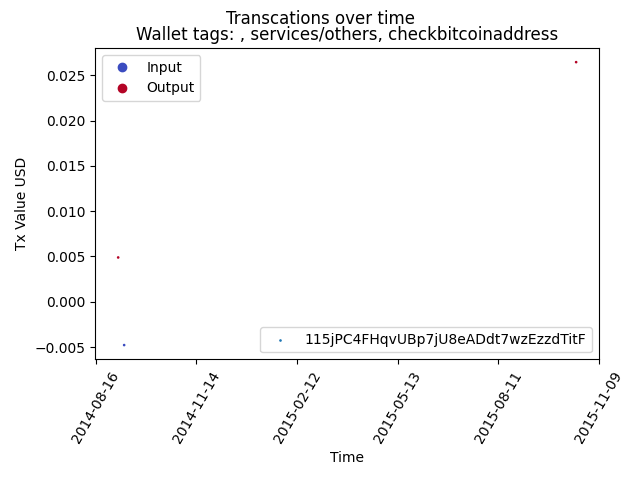 Transcations over time
Wallet tags: , services/others, checkbitcoinaddress
Input
Output
0.025
0.020
0.015
0.010
0.005
0.000
−0.005
Tx Value USD
115jPC4FHqvUBp7jU8eADdt7wzEzzdTitF
2014-08-16
2014-11-14
2015-02-12
2015-05-13
2015-08-11
2015-11-09
Time